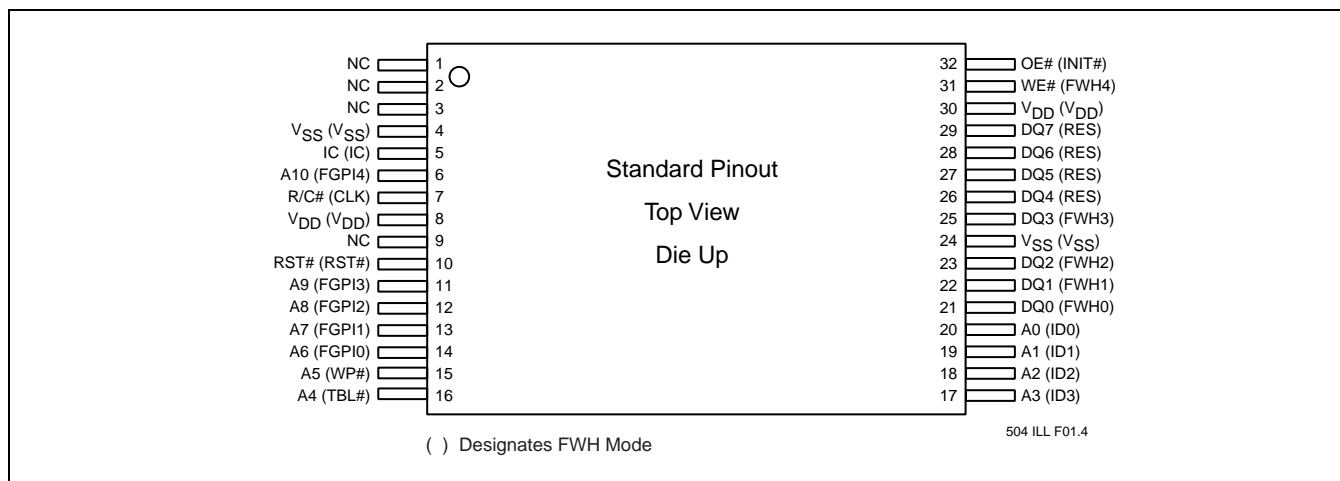 NC 1
NC 2
NC 3
VSS (VSS) 4
IC (IC) 5
A10 (FGPI4) 6
R/C# (CLK) 7
VDD (VDD) 8
NC 9
RST# (RST#) 10
A9 (FGPI3) 11
A8 (FGPI2) 12
A7 (FGPI1) 13
A6 (FGPI0) 14
A5 (WP#) 15
A4 (TBL#) 16
Standard Pinout
Top View
Die Up
32 OE# (INIT#)
31 WE# (FWH4)
30 VDD (VDD)
29 DQ7 (RES)
28 DQ6 (RES)
27 DQ5 (RES)
26 DQ4 (RES)
25 DQ3 (FWH3)
24 VSS (VSS)
23 DQ2 (FWH2)
22 DQ1 (FWH1)
21 DQ0 (FWH0)
20 A0 (ID0)
19 A1 (ID1)
18 A2 (ID2)
17 A3 (ID3)
504 ILL F01.4
( ) Designates FWH Mode